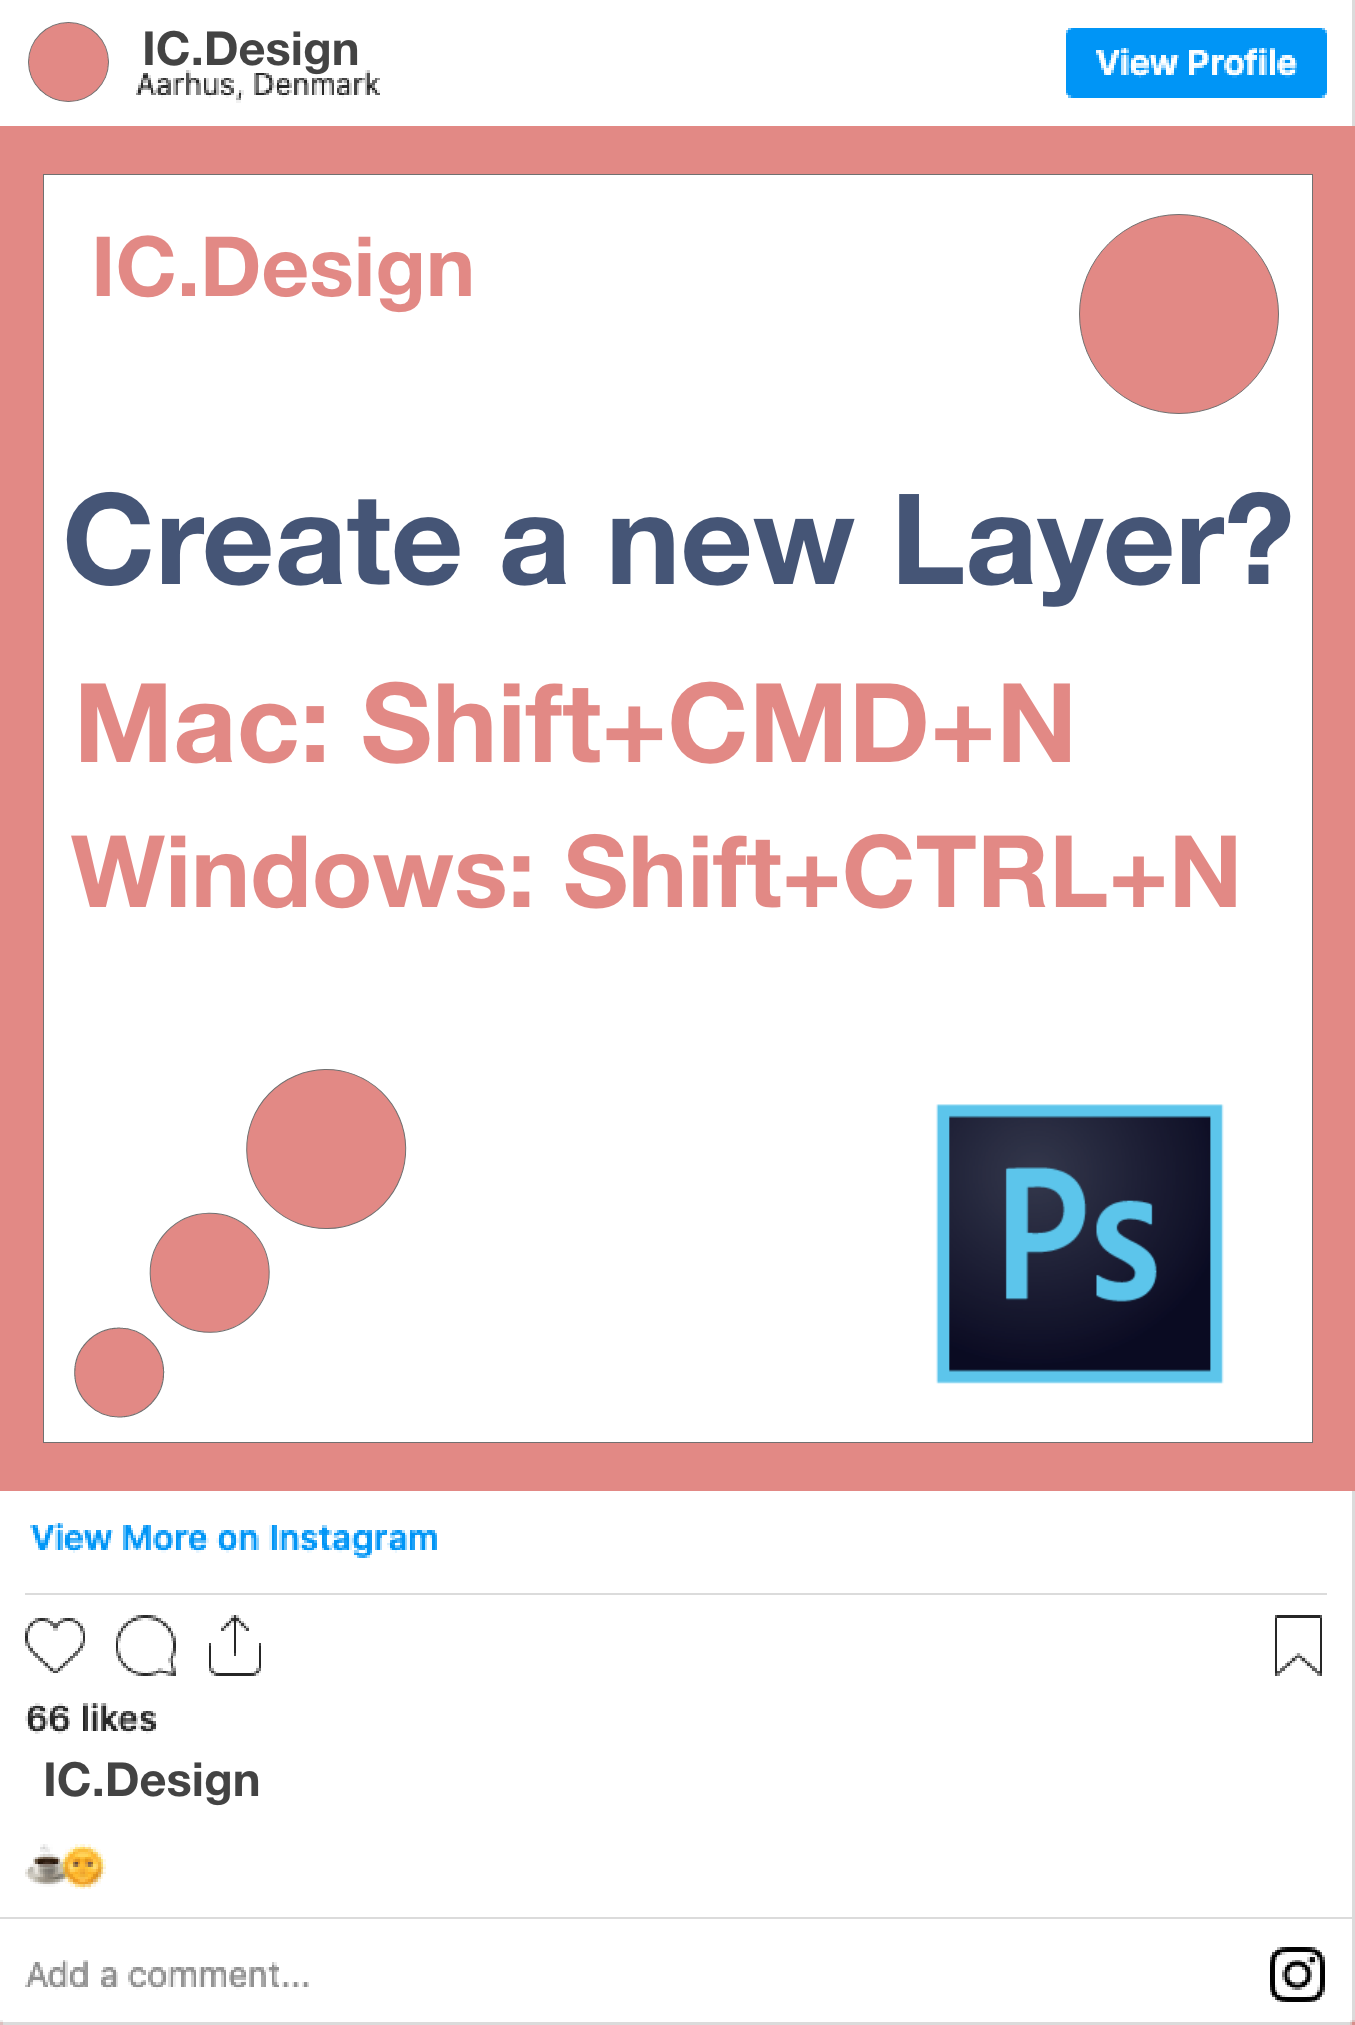 IC.Design
Aarhus, Denmark
View Profile
IC.Design
Create a new Layer?
Mac: Shift+CMD+N
Windows: Shift+CTRL+N
Ps
View More on Instagram
66 likes
IC.Design
☕🌞
Add a comment...